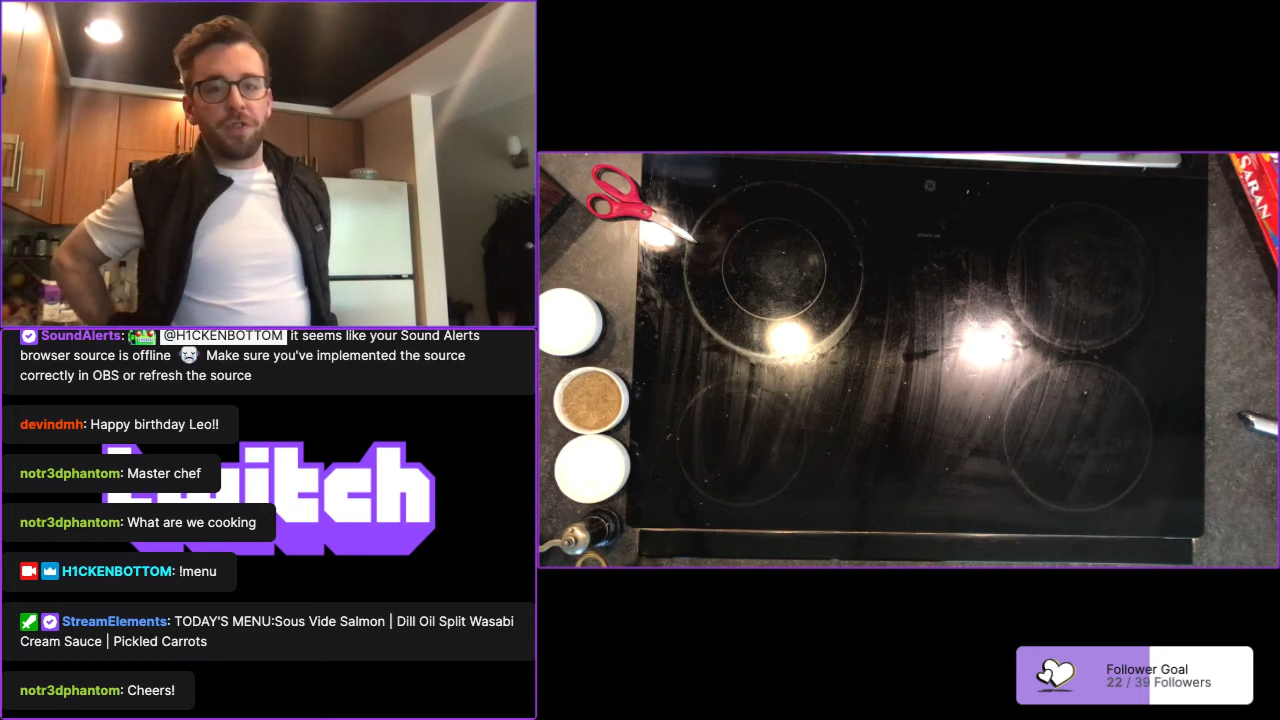 SoundAlerts: @H1CKENBOTTOM it seems like your Sound Alerts
browser source is offline Make sure you've implemented the source
correctly in OBS or refresh the source
devindmh: Happy birthday Leo!!
notr3dphantom: Master chef
twitch
notr3dphantom: What are we cooking
H1CKENBOTTOM: !menu
StreamElements: TODAY'S MENU:Sous Vide Salmon | Dill Oil Split Wasabi
Cream Sauce | Pickled Carrots
notr3dphantom: Cheers!
SARAN
Follower Goal
22 / 39 Followers